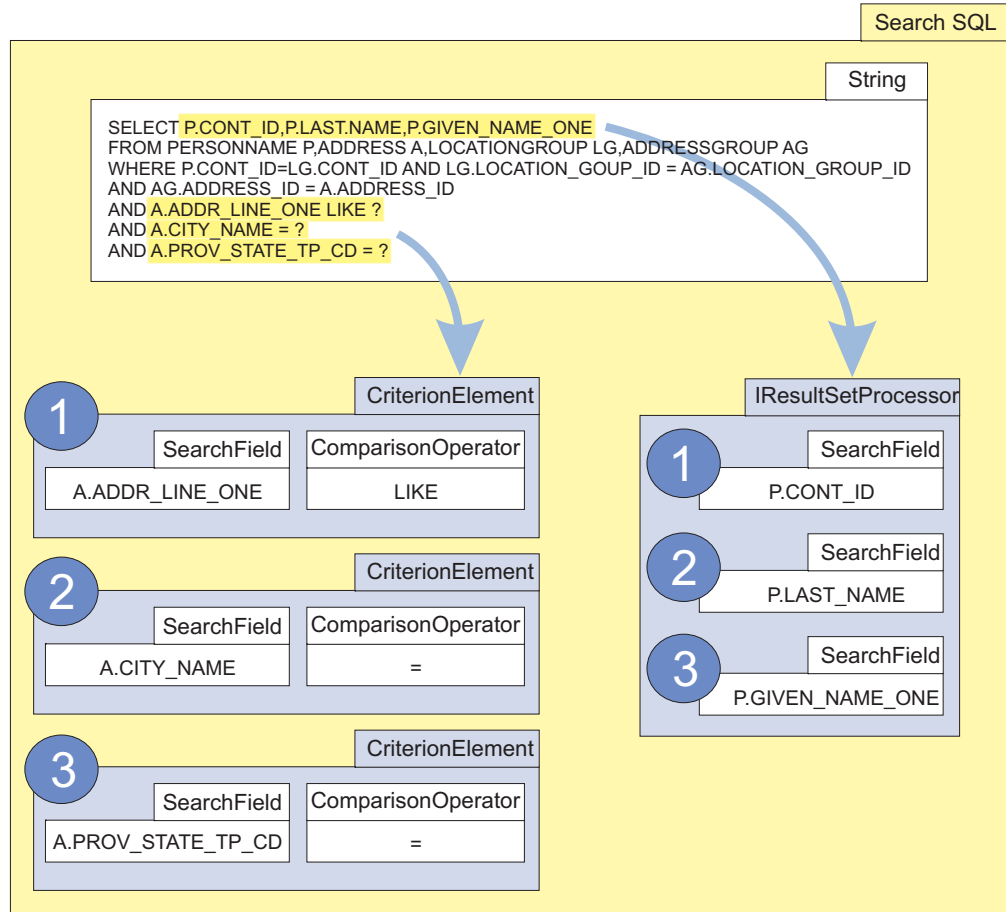 Search SQL
String
SELECT P.CONT_ID,P.LAST.NAME,P.GIVEN_NAME_ONE
FROM PERSONNAME P,ADDRESS A,LOCATIONGROUP LG,ADDRESSGROUP AG
WHERE P.CONT_ID=LG.CONT_ID AND LG.LOCATION_GOUP_ID = AG.LOCATION_GROUP_ID
AND AG.ADDRESS_ID = A.ADDRESS_ID
AND A.ADDR_LINE_ONE LIKE ?
AND A.CITY_NAME = ?
AND A.PROV_STATE_TP_CD = ?
1
CriterionElement
SearchField
ComparisonOperator
A.ADDR_LINE_ONE
LIKE
2
CriterionElement
SearchField
ComparisonOperator
A.CITY_NAME
=
3
CriterionElement
SearchField
ComparisonOperator
A.PROV_STATE_TP_CD
=
IResultSetProcessor
1
SearchField
P.CONT_ID
2
SearchField
P.LAST_NAME
3
SearchField
P.GIVEN_NAME_ONE